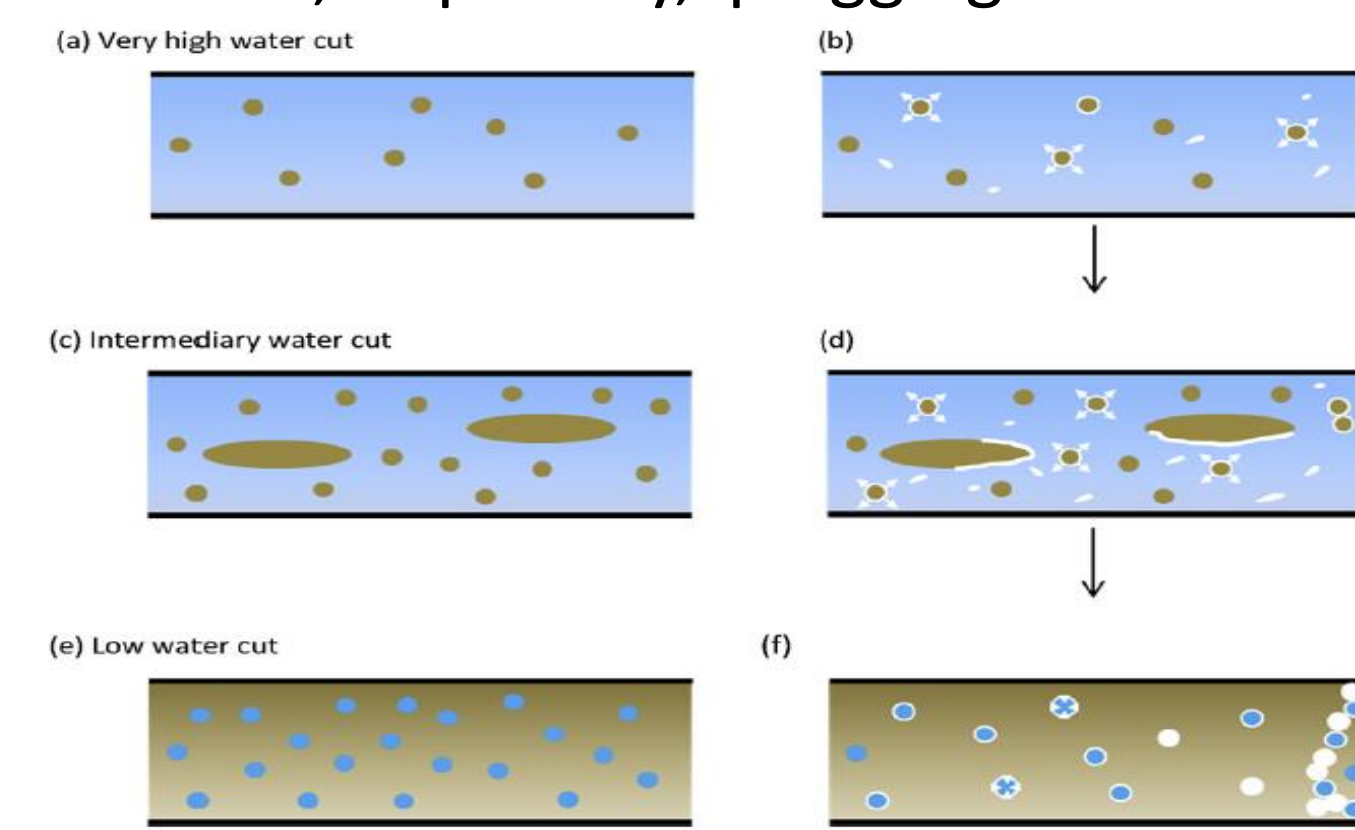 (a) Very high water cut
(b)
(c) Intermediary water cut
(d)
(e) Low water cut
(f)